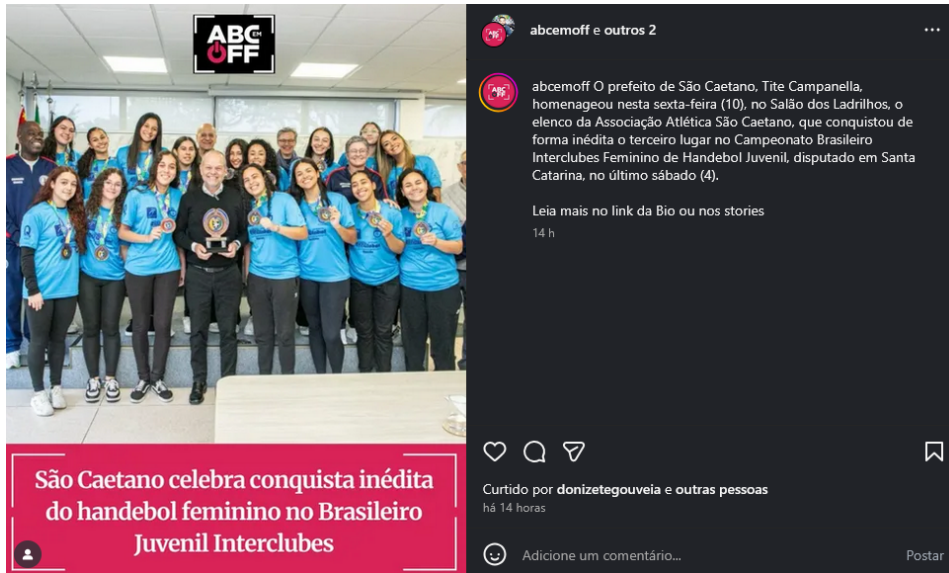 ABC
EM
OFF
São Caetano celebra conquista inédita
do handebol feminino no Brasileiro
Juvenil Interclubes
abcemoff e outros 2
abcemoff O prefeito de São Caetano, Tite Campanella,
homenageou nesta sexta-feira (10), no Salão dos Ladrilhos, o
elenco da Associação Atlética São Caetano, que conquistou de
forma inédita o terceiro lugar no Campeonato Brasileiro
Interclubes Feminino de Handebol Juvenil, disputado em Santa
Catarina, no último sábado (4).
Leia mais no link da Bio ou nos stories
14 h
Curtido por donizetegouveia e outras pessoas
há 14 horas
Adicione um comentário...
Postar